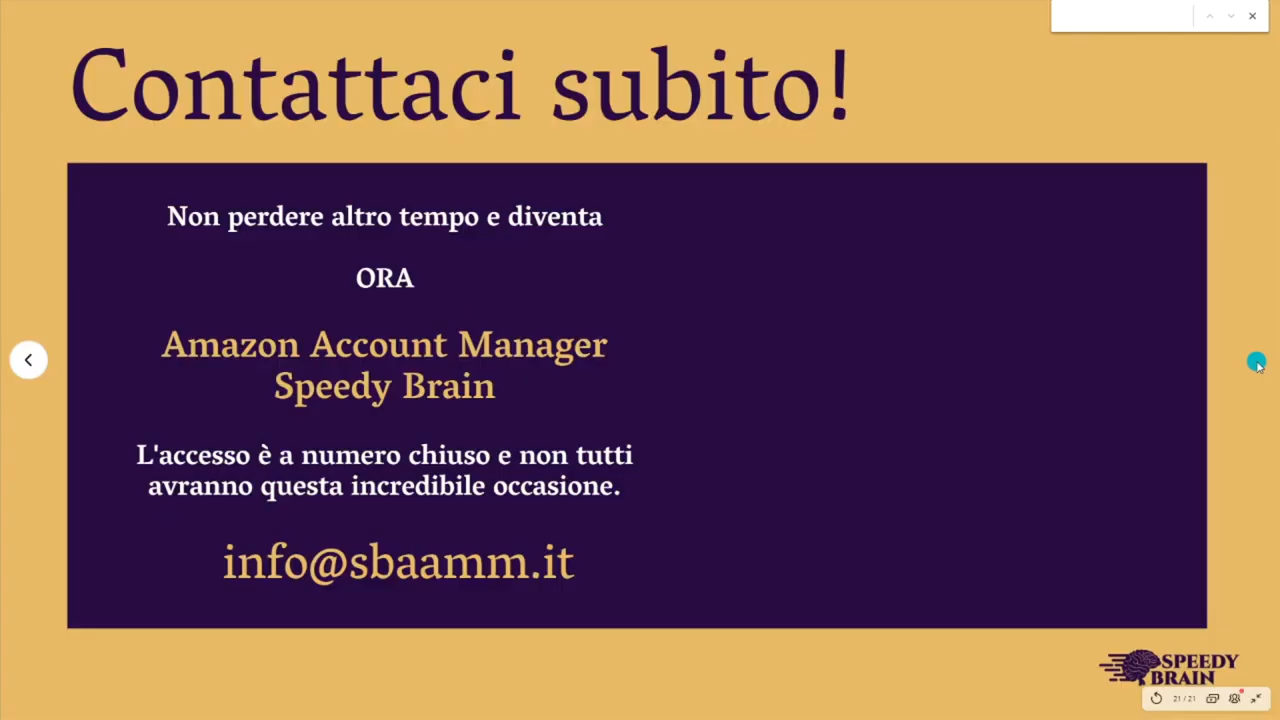 Contattaci subito!
Non perdere altro tempo e diventa
ORA
Amazon Account Manager
Speedy Brain
L'accesso è a numero chiuso e non tutti
avranno questa incredibile occasione.
info@sbaamm.it
SPEEDY
BRAIN
21 / 21